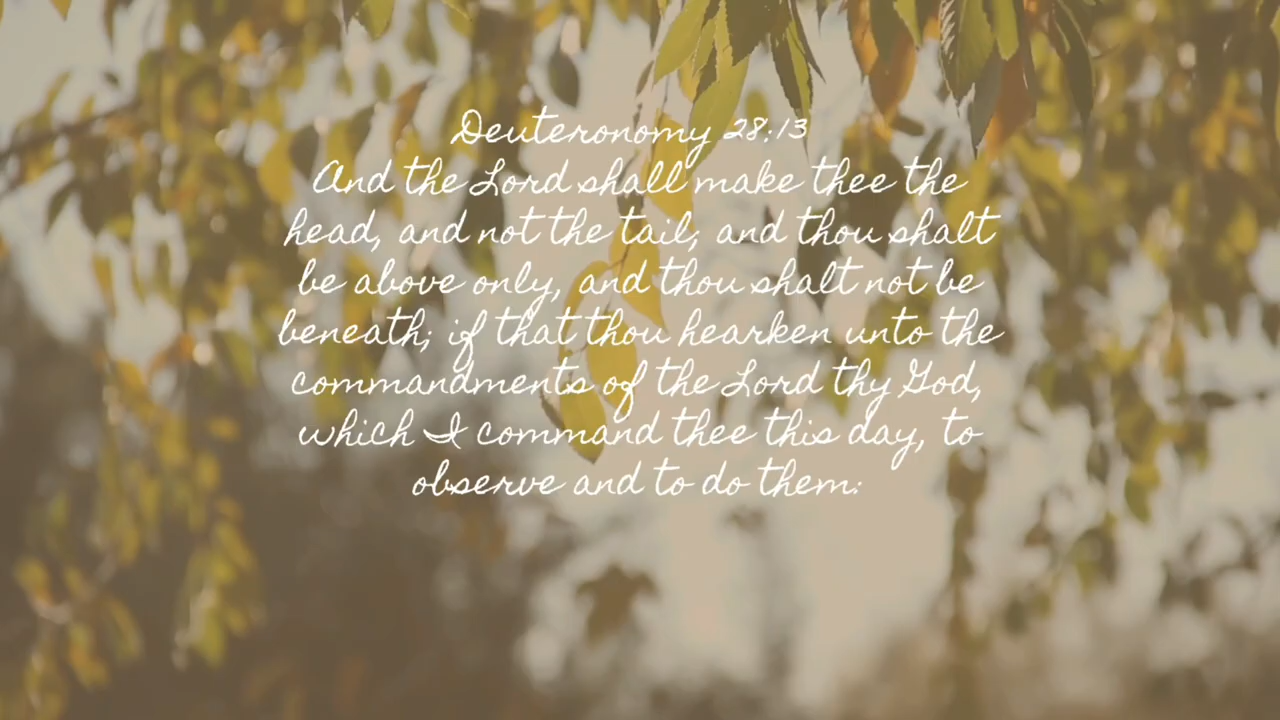 Deuteronomy 28:13
And the Lord shall make thee the
head, and not the tail; and thou shalt
be above only, and thou shalt not be
beneath; if that thou hearken unto the
commandments of the Lord thy God,
which I command thee this day, to
observe and to do them: